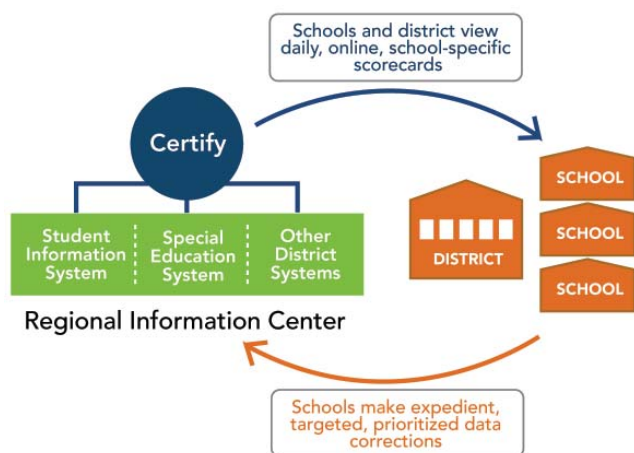 Schools and district view
daily, online, school-specific
scorecards
Certify
Student
Information
System
Special
Education
System
Other
District
Systems
Regional Information Center
DISTRICT
SCHOOL
SCHOOL
SCHOOL
Schools make expedient,
targeted, prioritized data
corrections